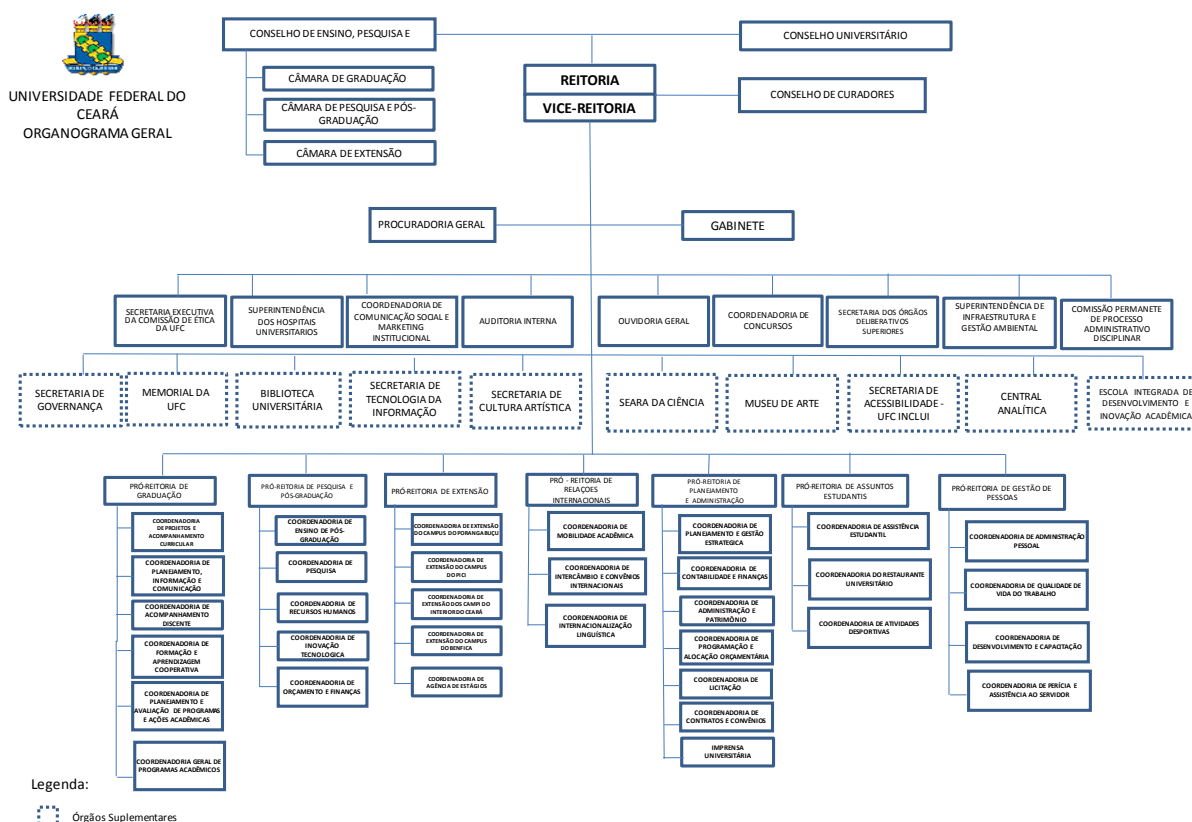 CONSELHO DE ENSINO, PESQUISA E
CONSELHO UNIVERSITÁRIO
CÂMARA DE GRADUAÇÃO
CÂMARA DE PESQUISA E PÓS-
GRADUAÇÃO
CÂMARA DE EXTENSÃO
REITORIA
VICE-REITORIA
CONSELHO DE CURADORES
UNIVERSIDADE FEDERAL DO
CEARÁ
ORGANOGRAMA GERAL
PROCURADORIA GERAL
GABINETE
SECRETARIA EXECUTIVA
DA COMISSÃO DE ÉTICA
DA UFC
SUPERINTENDÊNCIA
DOS HOSPITAIS
UNIVERSITARIOS
COORDENADORIA DE
COMUNICAÇÃO SOCIAL E
MARKETING
INSTITUCIONAL
AUDITORIA INTERNA
OUVIDORIA GERAL
COORDENADORIA DE
CONCURSOS
SECRETARIA DOS ÓRGÃOS
DELIBERATIVOS
SUPERIORES
SUPERINTENDÊNCIA DE
INFRAESTRUTURA E
GESTÃO AMBIENTAL
COMISSÃO PERMANETE
DE PROCESSO
ADMINISTRATIVO
DISCIPLINAR
SECRETARIA DE
GOVERNANÇA
MEMORIAL DA
UFC
BIBLIOTECA
UNIVERSITÁRIA
SECRETARIA DE
TECNOLOGIA DA
INFORMAÇÃO
SECRETARIA DE
CULTURA ARTÍSTICA
SEARA DA CIÊNCIA
MUSEU DE ARTE
SECRETARIA DE
ACESSIBILIDADE -
UFC INCLUI
CENTRAL
ANALÍTICA
ESCOLA INTEGRADA DE
DESENVOLVIMENTO E
INOVAÇÃO ACADÊMICA
PRÓ-REITORIA DE
GRADUAÇÃO
COORDENADORIA
DE PROJETOS E
ACOMPANHAMENTO
CURRICULAR
COORDENADORIA DE
PLANEJAMENTO,
INFORMAÇÃO E
COMUNICAÇÃO
COORDENADORIA DE
ACOMPANHAMENTO
DISCENTE
COORDENADORIA DE
FORMAÇÃO E
APRENDIZAGEM
COOPERATIVA
COORDENADORIA DE
PLANEJAMENTO E
AVALIAÇÃO DE PROGRAMAS
E AÇÕES ACADÊMICAS
COORDENADORIA GERAL DE
PROGRAMAS ACADÊMICOS
PRÓ-REITORIA DE PESQUISA E
PÓS-GRADUAÇÃO
COORDENADORIA DE
ENSINO DE PÓS-
GRADUAÇÃO
COORDENADORIA DE
PESQUISA
COORDENADORIA DE
RECURSOS HUMANOS
COORDENADORIA DE
INOVAÇÃO
TECNOLOGICA
COORDENADORIA DE
ORÇAMENTO E FINANÇAS
PRÓ-REITORIA DE EXTENSÃO
COORDENADORIA DE EXTENSÃO
DO CAMPUS DO PORANGABUÇU
COORDENADORIA DE
EXTENSÃO DO CAMPUS
DO PICI
COORDENADORIA DE
EXTENSÃO DOS CAMPI DO
INTERIOR DO CEARÁ
COORDENADORIA DE
EXTENSÃO DO CAMPUS
DO BENFICA
COORDENADORIA DE
AGÊNCIA DE ESTÁGIOS
PRÓ - REITORIA DE
RELAÇOES
INTERNACIONAIS
COORDENADORIA DE
MOBILIDADE ACADÊMICA
COORDENADORIA DE
INTERCÂMBIO E CONVÊNIOS
INTERNACIONAIS
COORDENADORIA DE
INTERNACIONALIZAÇÃO
LINGUÍSTICA
PRÓ-REITORIA DE
PLANEJAMENTO
E ADMINISTRAÇÃO
COORDENADORIA DE
PLANEJAMENTO E GESTÃO
ESTRATEGICA
COORDENADORIA DE
CONTABILIDADE E FINANÇAS
COORDENADORIA DE
ADMINISTRAÇÃO E
PATRIMÔNIO
COORDENADORIA DE
PROGRAMAÇÃO E
ALOCAÇÃO ORÇAMENTÁRIA
COORDENADORIA DE
LICITAÇÃO
COORDENADORIA DE
CONTRATOS E CONVÊNIOS
IMPRENSA
UNIVERSITÁRIA
PRÓ-REITORIA DE ASSUNTOS
ESTUDANTIS
COORDENADORIA DE ASSISTÊNCIA
ESTUDANTIL
COORDENADORIA DO RESTAURANTE
UNIVERSITÁRIO
COORDENADORIA DE ATIVIDADES
DESPORTIVAS
PRÓ-REITORIA DE GESTÃO DE
PESSOAS
COORDENADORIA DE ADMINISTRAÇÃO
PESSOAL
COORDENADORIA DE QUALIDADE DE
VIDA DO TRABALHO
COORDENADORIA DE
DESENVOLVIMENTO E CAPACITAÇÃO
COORDENADORIA DE PERÍCIA E
ASSISTÊNCIA AO SERVIDOR
Legenda:
Órgãos Suplementares